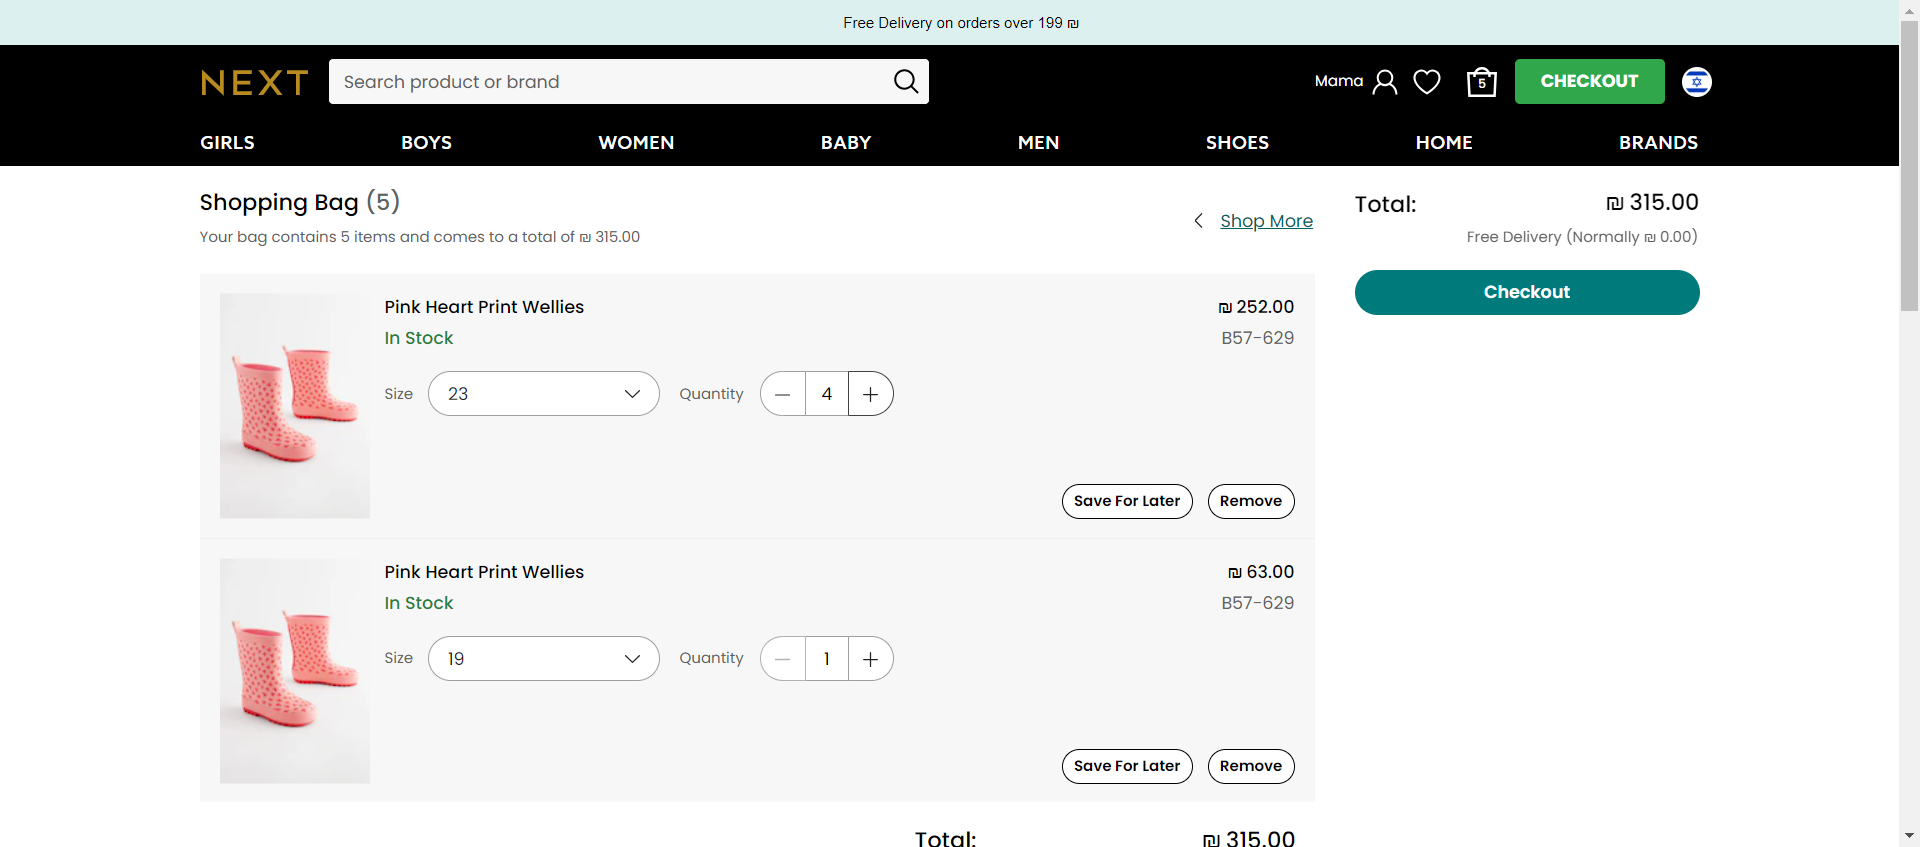 Free Delivery on orders over 199 ₪
NEXT
Search product or brand
Mama
5
CHECKOUT
GIRLS BOYS WOMEN BABY MEN SHOES HOME BRANDS
Shopping Bag (5)
Your bag contains 5 items and comes to a total of ₪ 315.00
Shop More
Total: ₪ 315.00
Free Delivery (Normally ₪ 0.00)
Checkout
Pink Heart Print Wellies ₪ 252.00
In Stock B57-629
Size 23 Quantity 4
Save For Later Remove
Pink Heart Print Wellies ₪ 63.00
In Stock B57-629
Size 19 Quantity 1
Save For Later Remove
Total: ₪ 315.00